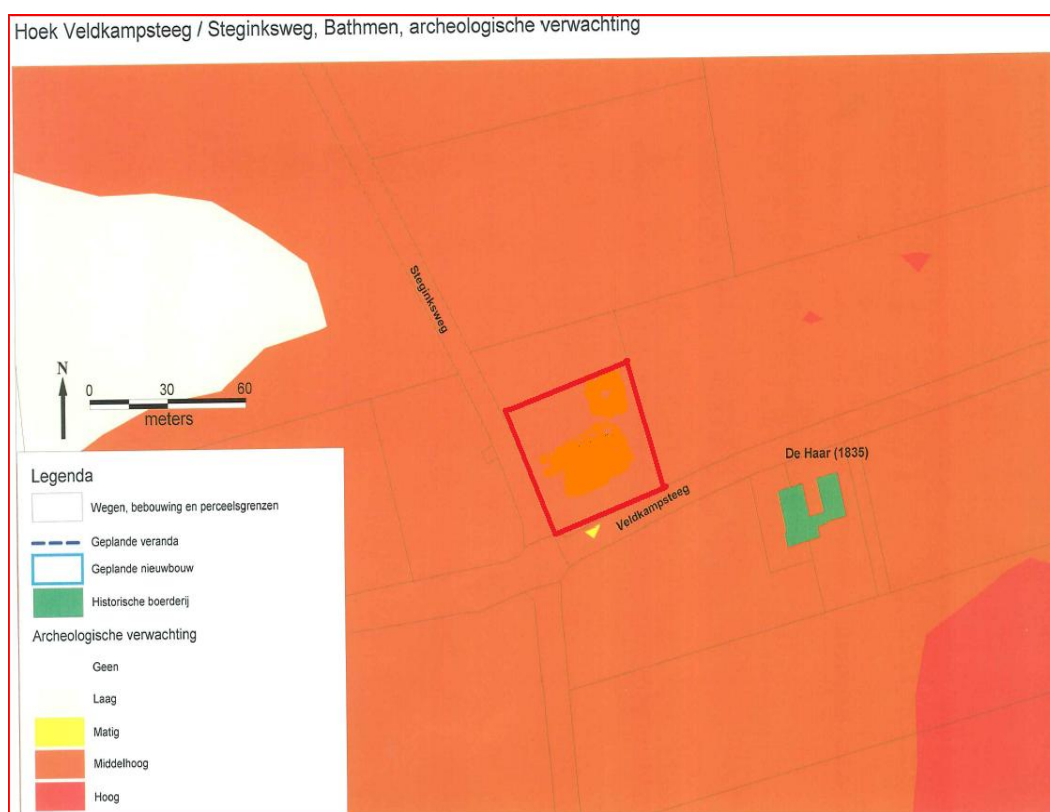 Hoek Veldkampsteeg / Steginksweg, Bathmen, archeologische verwachting
Steginksweg
N
0 30 60
meters
De Haar (1835)
Veldkampsteeg
Legenda
Wegen, bebouwing en perceelsgrenzen
Geplande veranda
Geplande nieuwbouw
Historische boerderij
Archeologische verwachting
Geen
Laag
Matig
Middelhoog
Hoog